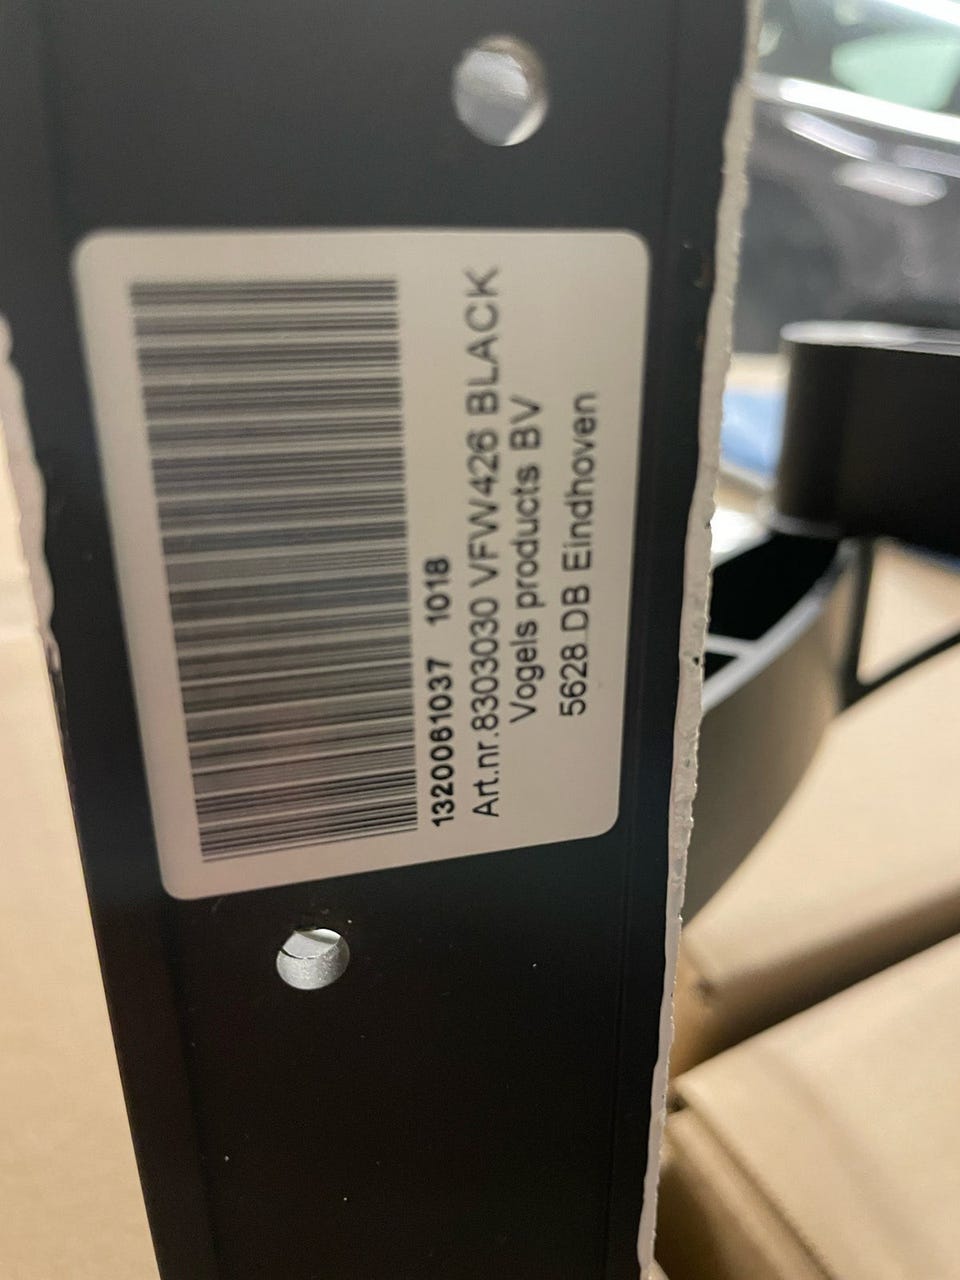 1320061037 1018
Art.nr.8303030 VFW426 BLACK
Vogels products BV
5628 DB Eindhoven